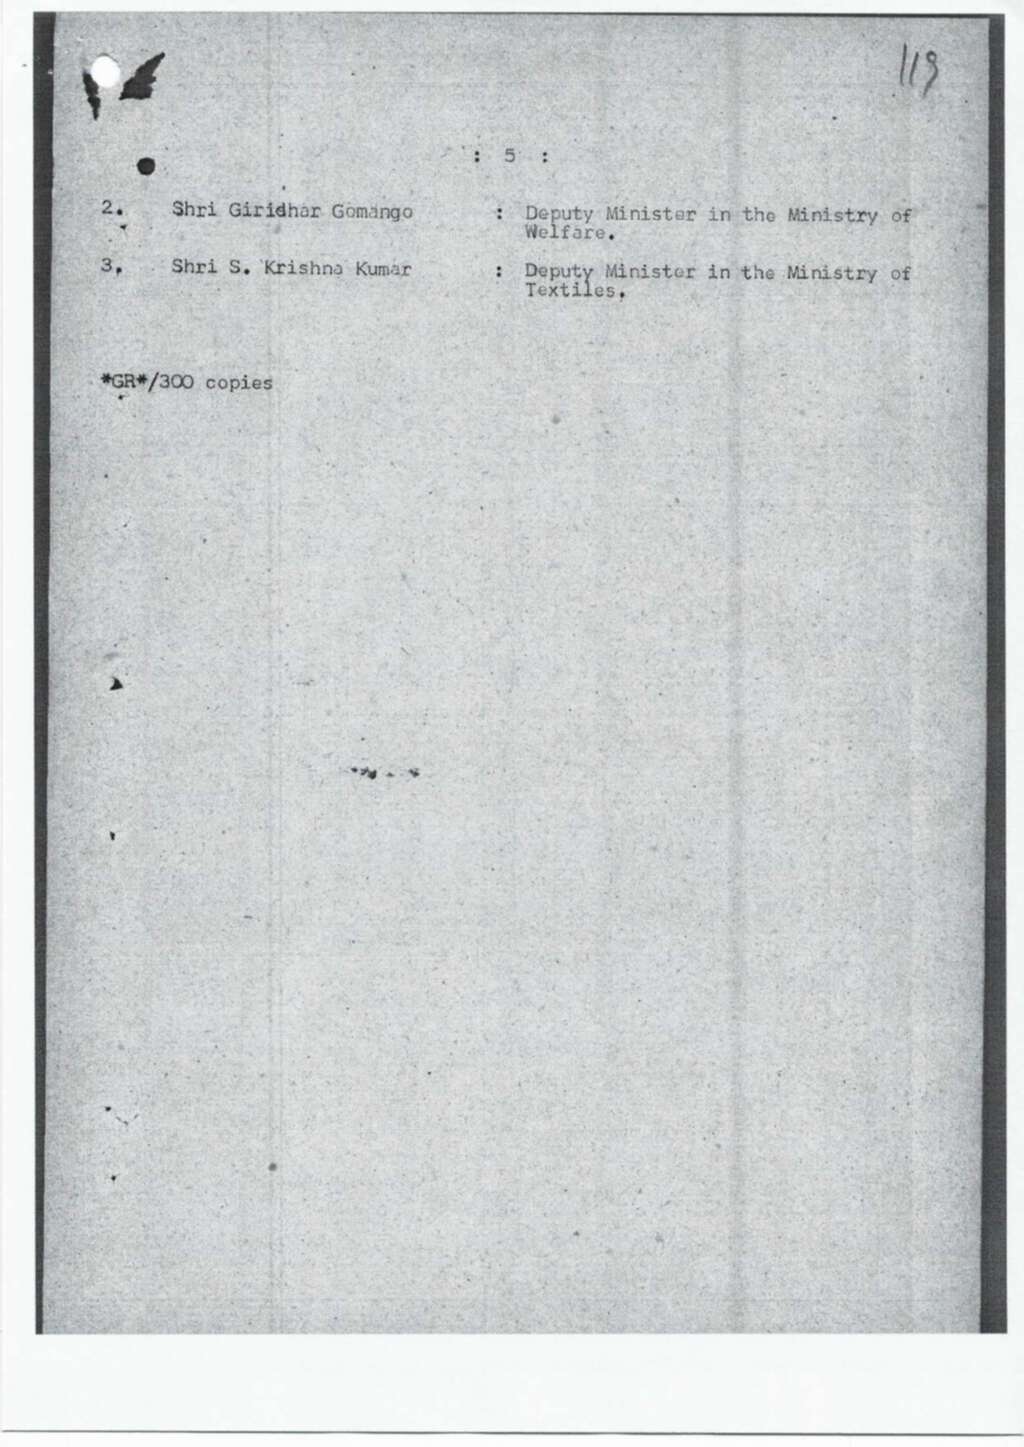 119
: 5 :
2. Shri Giridhar Gomango : Deputy Minister in the Ministry of
Welfare.
3. Shri S. Krishna Kumar : Deputy Minister in the Ministry of
Textiles.
*GR*/300 copies